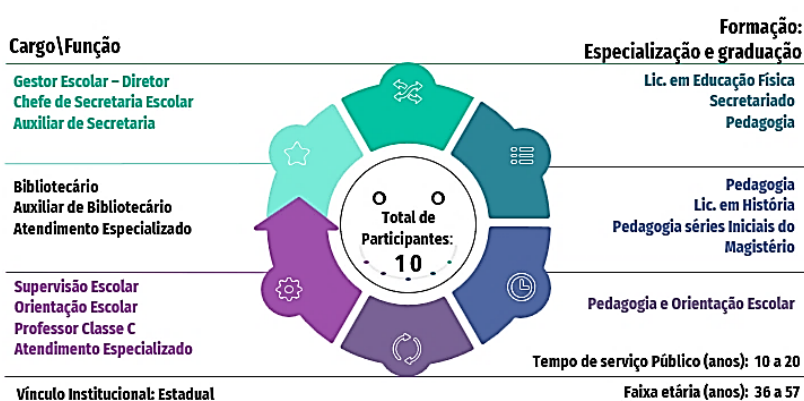 Cargo\Função
Gestor Escolar – Diretor
Chefe de Secretaria Escolar
Auxiliar de Secretaria
Bibliotecário
Auxiliar de Bibliotecário
Atendimento Especializado
Supervisão Escolar
Orientação Escolar
Professor Classe C
Atendimento Especializado
Vínculo Institucional: Estadual
Total de
Participantes:
10
Formação:
Especialização e graduação
Lic. em Educação Física
Secretariado
Pedagogia
Pedagogia
Lic. em História
Pedagogia séries Iniciais do
Magistério
Pedagogia e Orientação Escolar
Tempo de serviço Público (anos): 10 a 20
Faixa etária (anos): 36 a 57